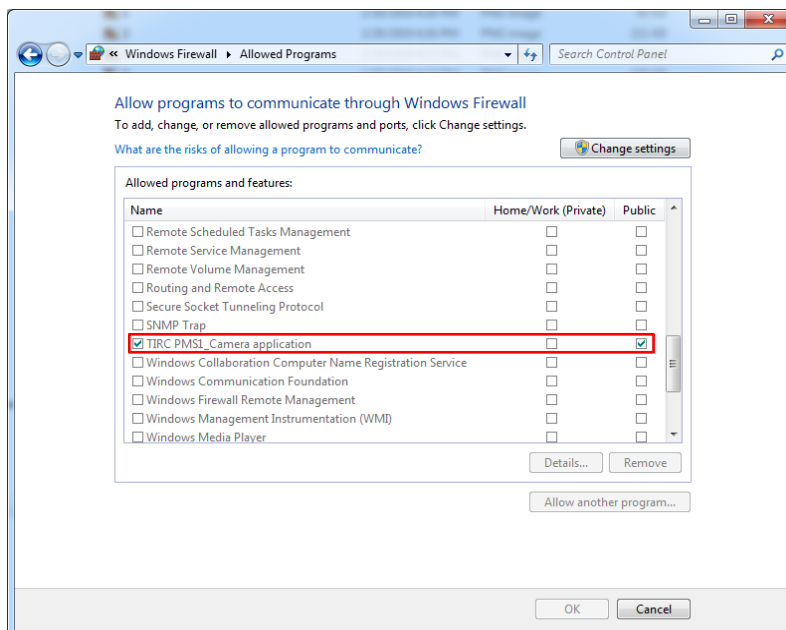 « Windows Firewall Allowed Programs Search Control Panel
Allow programs to communicate through Windows Firewall
To add, change, or remove allowed programs and ports, click Change settings.
What are the risks of allowing a program to communicate? Change settings
Allowed programs and features:
Name Home/Work (Private) Public
Remote Scheduled Tasks Management
Remote Service Management
Remote Volume Management
Routing and Remote Access
Secure Socket Tunneling Protocol
SNMP Trap
TIRC PMS1_Camera application
Windows Collaboration Computer Name Registration Service
Windows Communication Foundation
Windows Firewall Remote Management
Windows Management Instrumentation (WMI)
Windows Media Player
Details... Remove
Allow another program...
OK Cancel